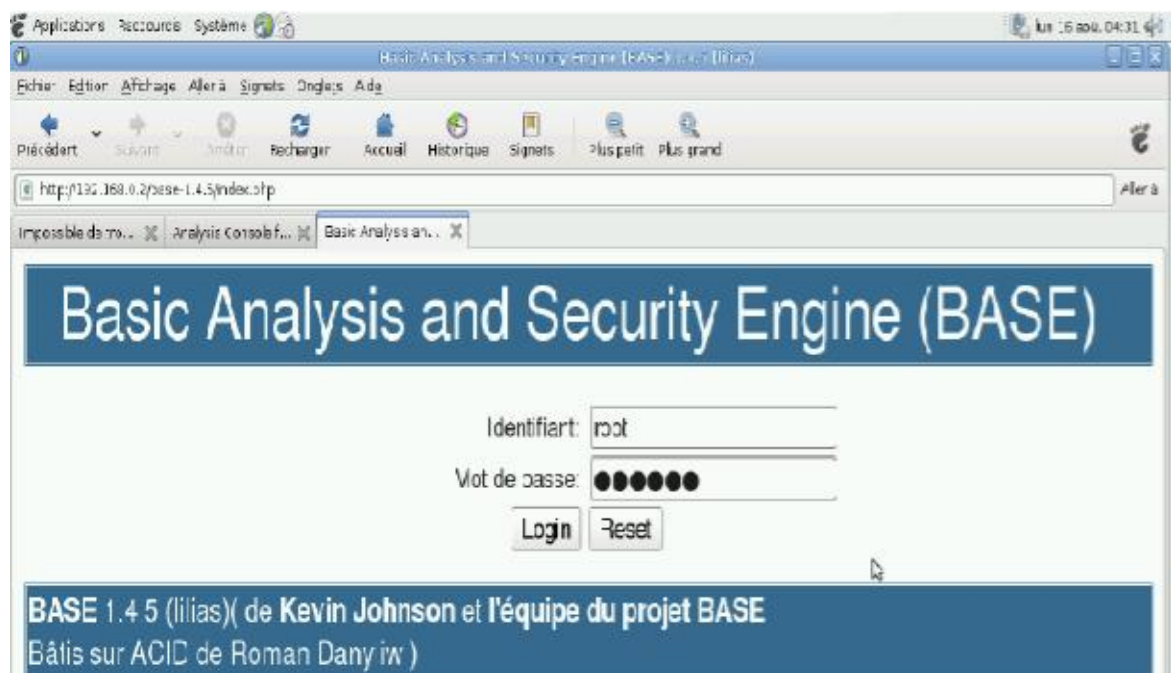 Applications Raccourcis Système lun 16 aoû, 04:31
Basic Analysis and Security Engine (BASE) 1.4.5 (lilias)
Fichier Edition Affichage Aller à Signets Onglets Aide
Précédent Suivant Arrêter Recharger Accueil Historique Signets Plus petit Plus grand
http://192.168.0.2/base-1.4.5/index.php Aller à
Impossible de tro... Analysis Console f... Basic Analysis an...
Basic Analysis and Security Engine (BASE)
Identifiant: root
Mot de passe: ●●●●●●
Login Reset
BASE 1.4.5 (lilias)( de Kevin Johnson et l'équipe du projet BASE
Bâtis sur ACID de Roman Danyiw )